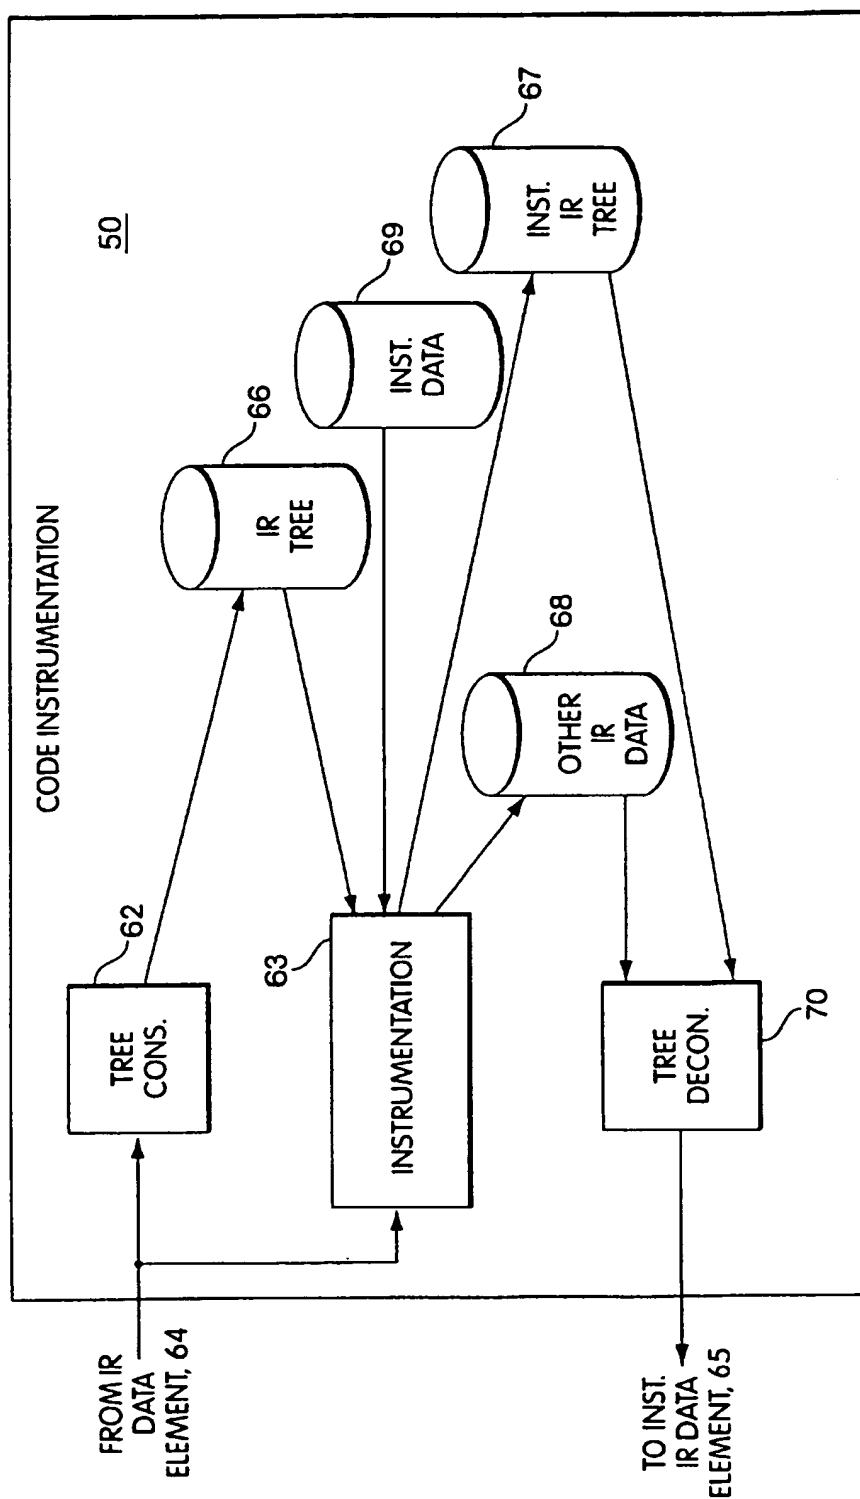 CODE INSTRUMENTATION
50
FROM IR
DATA
ELEMENT, 64
TREE
CONS.
62
IR
TREE
66
INST.
DATA
69
INST.
IR
TREE
67
INSTRUMENTATION
63
OTHER
IR
DATA
68
TREE
DECON.
70
TO INST.
IR DATA
ELEMENT, 65